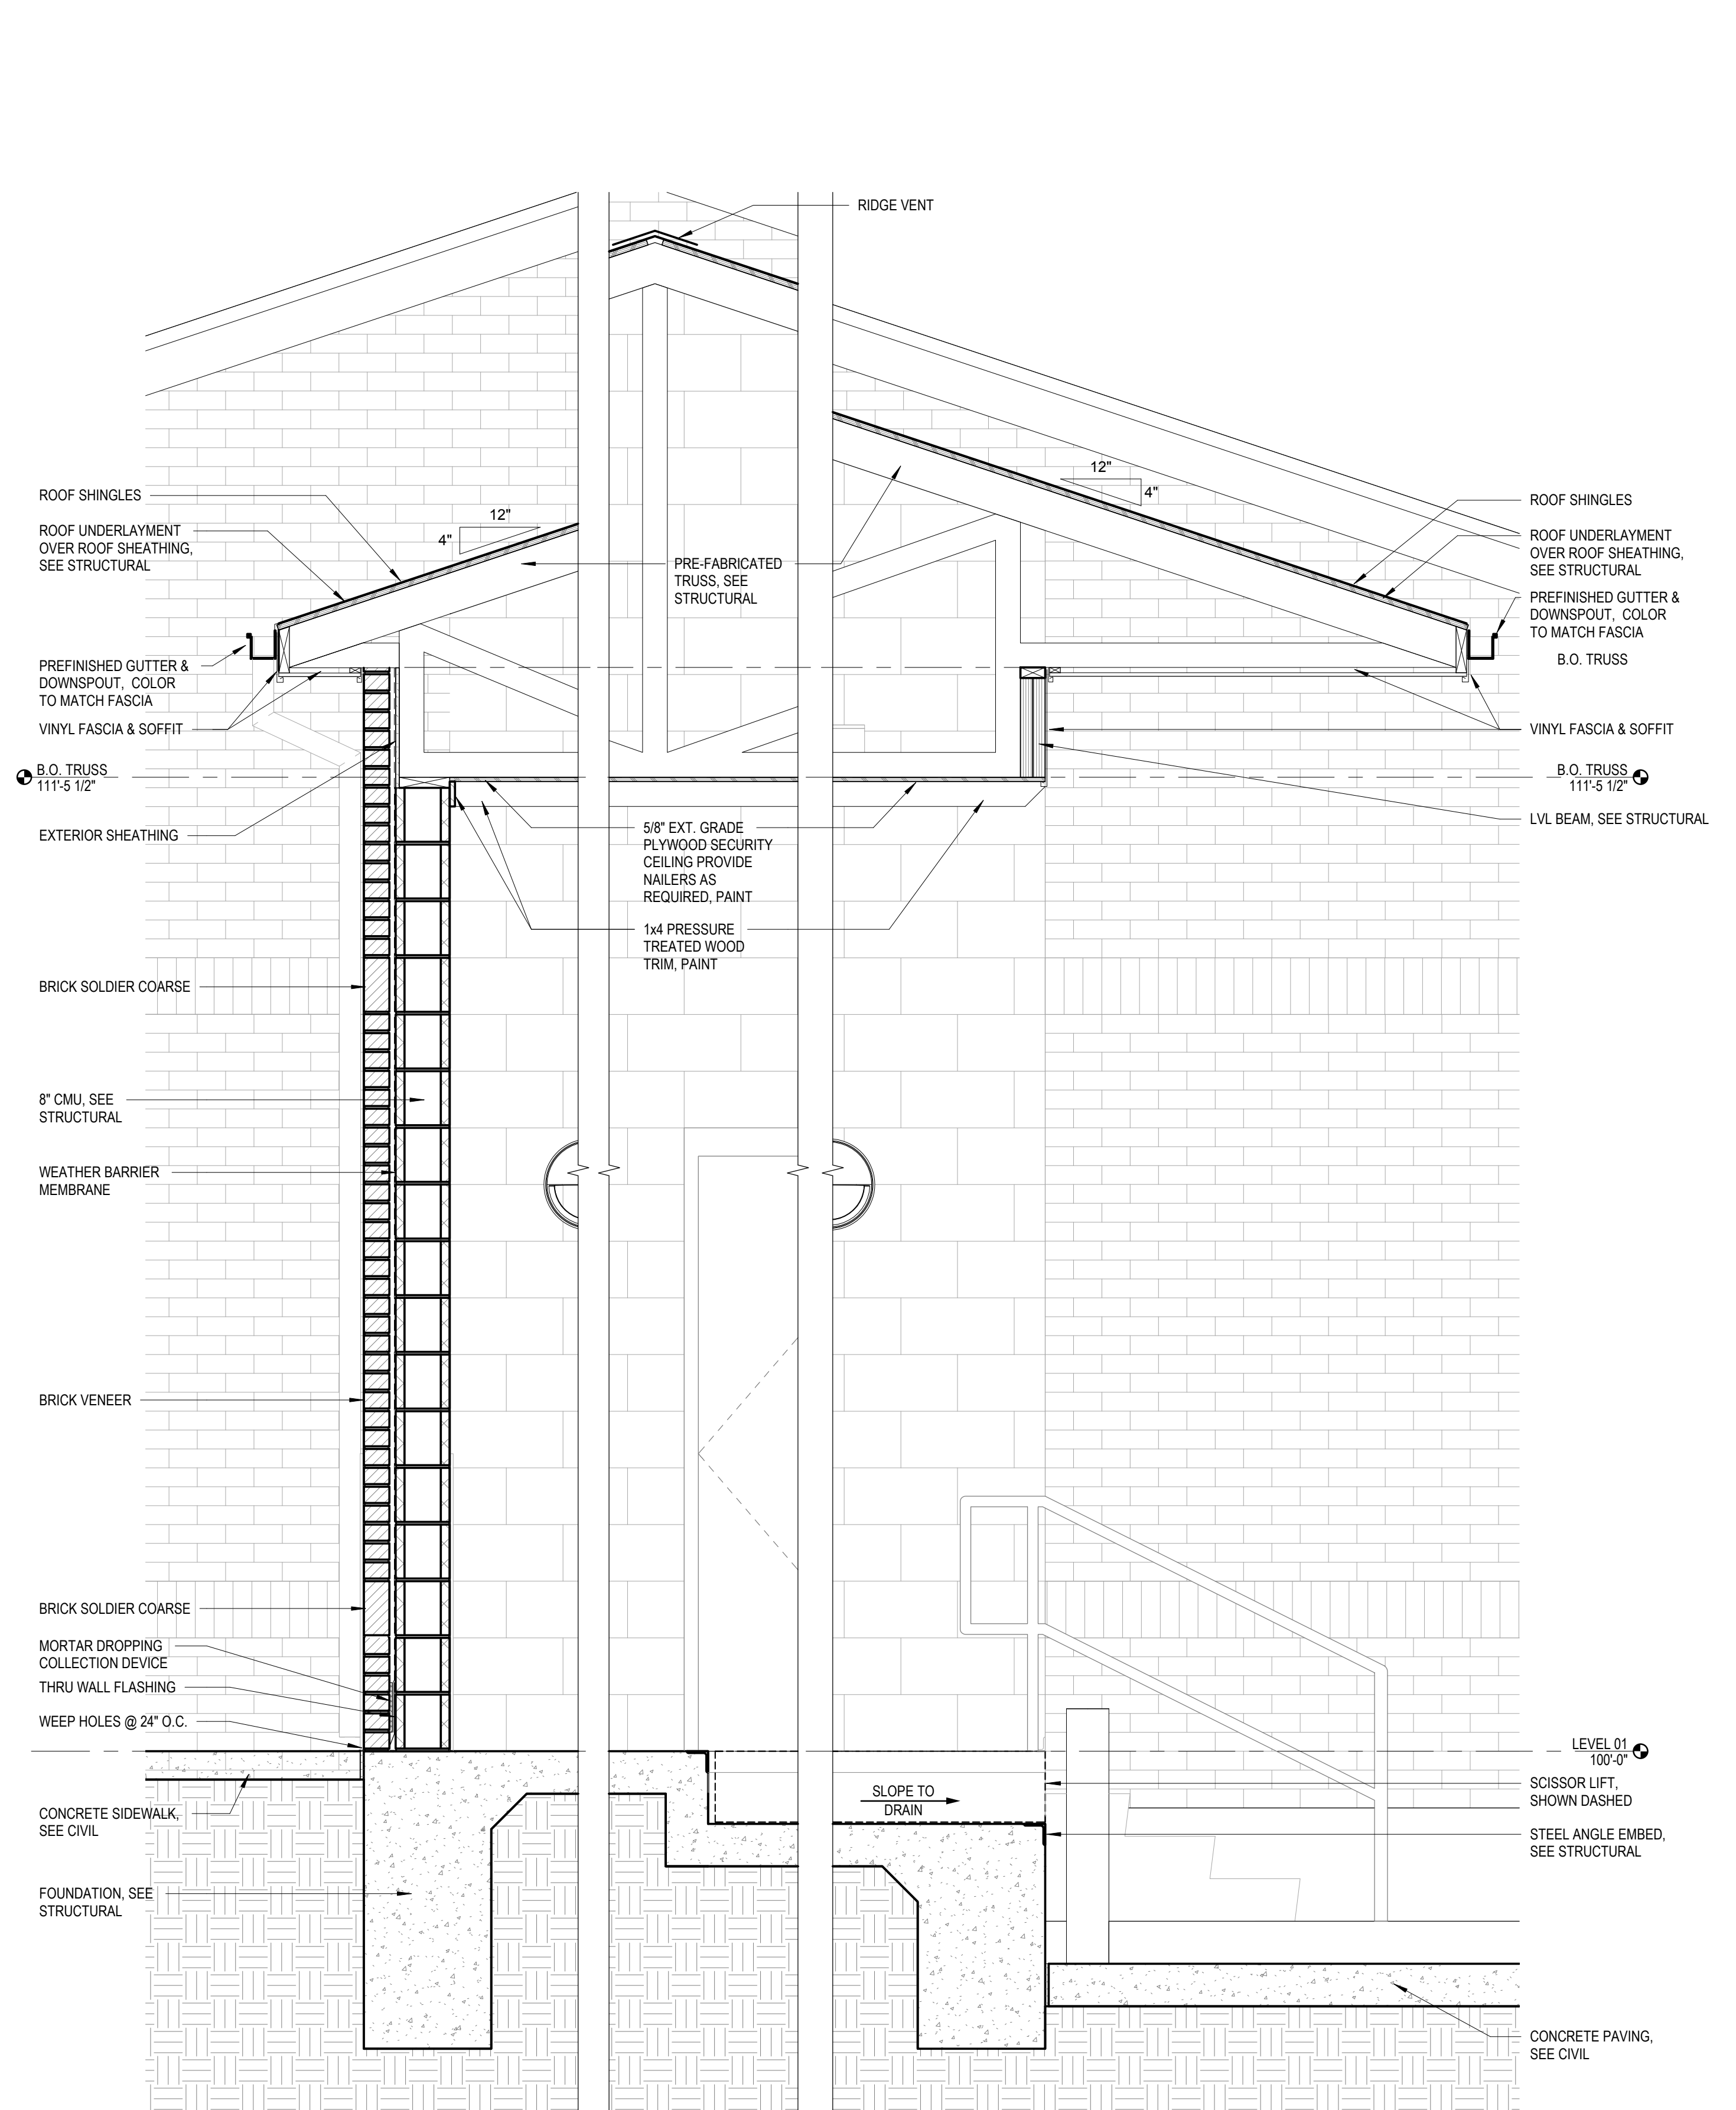 RIDGE VENT
12"
4"
ROOF SHINGLES
ROOF UNDERLAYMENT
OVER ROOF SHEATHING,
SEE STRUCTURAL
12"
4"
ROOF SHINGLES
ROOF UNDERLAYMENT
OVER ROOF SHEATHING,
SEE STRUCTURAL
PRE-FABRICATED
TRUSS, SEE
STRUCTURAL
PREFINISHED GUTTER &
DOWNSPOUT,  COLOR
TO MATCH FASCIA
B.O. TRUSS
PREFINISHED GUTTER &
DOWNSPOUT,  COLOR
TO MATCH FASCIA
VINYL FASCIA & SOFFIT
VINYL FASCIA & SOFFIT
B.O. TRUSS
111'-5 1/2"
B.O. TRUSS
111'-5 1/2"
EXTERIOR SHEATHING
LVL BEAM, SEE STRUCTURAL
5/8" EXT. GRADE
PLYWOOD SECURITY
CEILING PROVIDE
NAILERS AS
REQUIRED, PAINT
1x4 PRESSURE
TREATED WOOD
TRIM, PAINT
BRICK SOLDIER COARSE
8" CMU, SEE
STRUCTURAL
WEATHER BARRIER
MEMBRANE
BRICK VENEER
BRICK SOLDIER COARSE
MORTAR DROPPING
COLLECTION DEVICE
THRU WALL FLASHING
WEEP HOLES @ 24" O.C.
LEVEL 01
100'-0"
SLOPE TO
DRAIN
SCISSOR LIFT,
SHOWN DASHED
CONCRETE SIDEWALK,
SEE CIVIL
STEEL ANGLE EMBED,
SEE STRUCTURAL
FOUNDATION, SEE
STRUCTURAL
CONCRETE PAVING,
SEE CIVIL